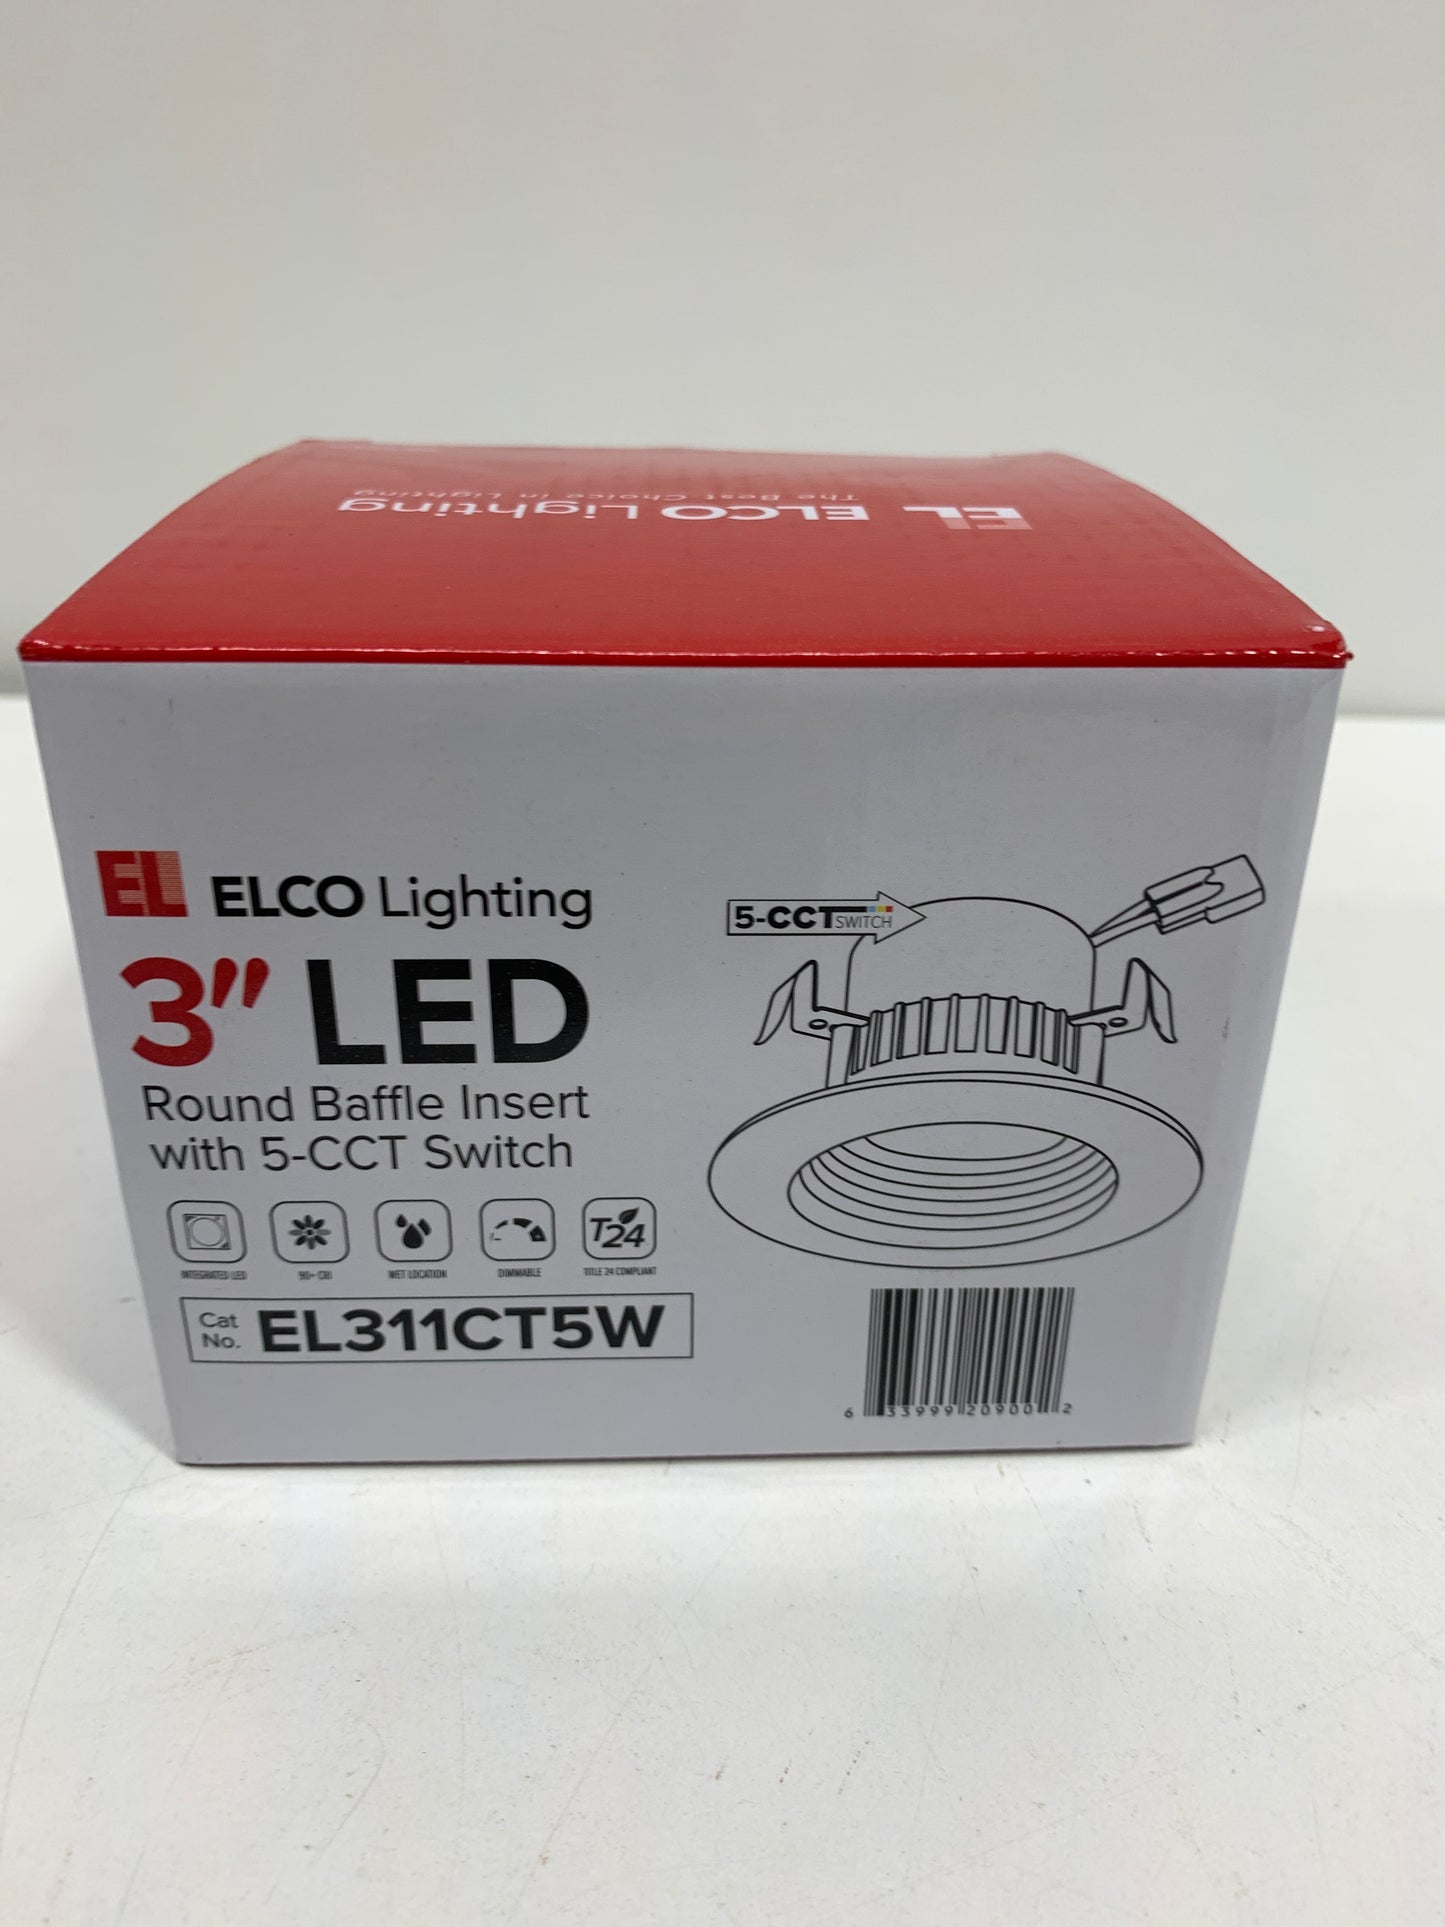 EL ELCO Lighting
The Best Choice in Lighting
EL ELCO Lighting
3" LED
Round Baffle Insert
with 5-CCT Switch
INTEGRATED LED
90+ CRI
WET LOCATION
DIMMABLE
T24
TITLE 24 COMPLIANT
Cat No. EL311CT5W
5-CCT SWITCH
6 33999 20900 2